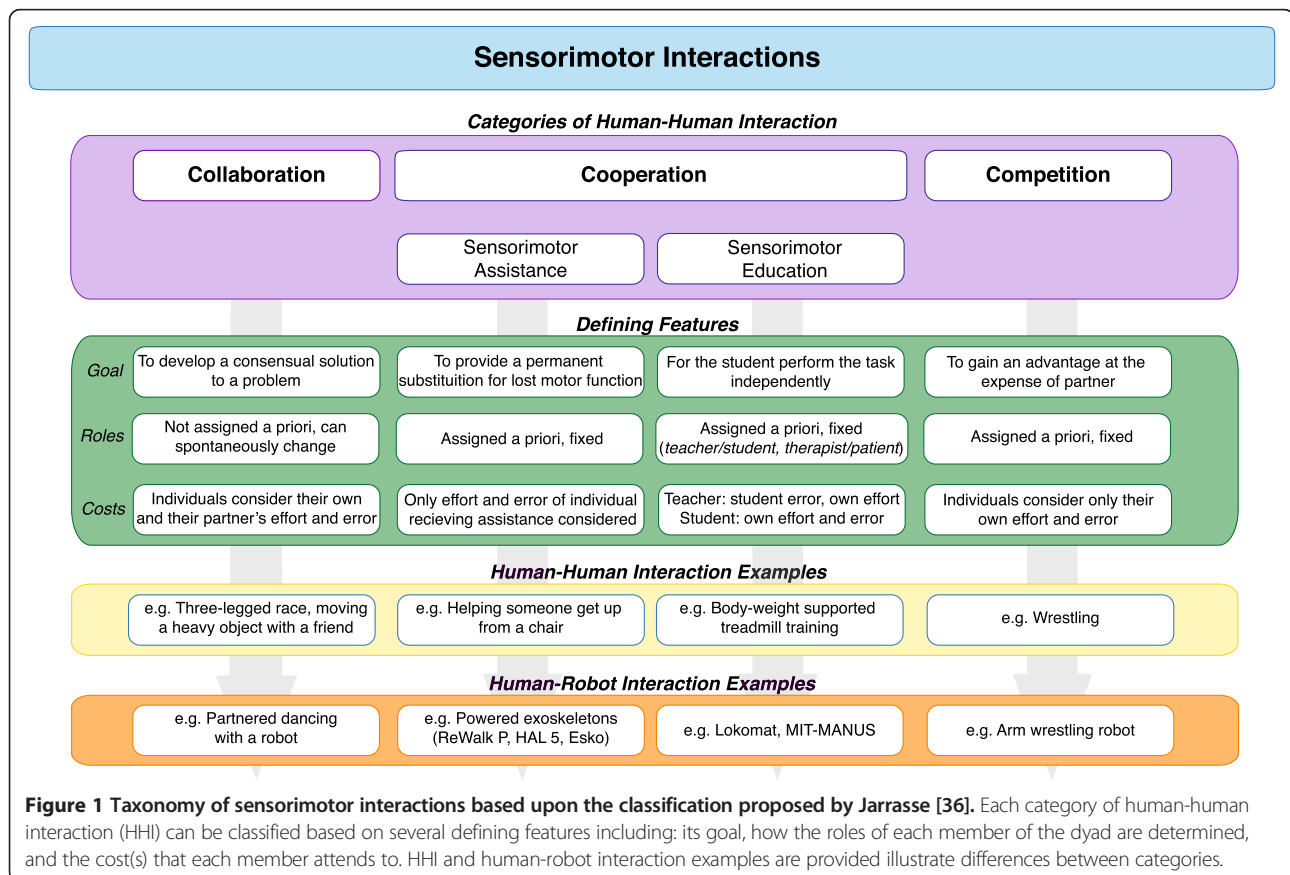 Sensorimotor Interactions
Categories of Human-Human Interaction
Collaboration
Cooperation
Competition
Sensorimotor
Assistance
Sensorimotor
Education
Defining Features
Goal
To develop a consensual solution
to a problem
To provide a permanent
substituition for lost motor function
For the student perform the task
independently
To gain an advantage at the
expense of partner
Roles
Not assigned a priori, can
spontaneously change
Assigned a priori, fixed
Assigned a priori, fixed
(teacher/student, therapist/patient)
Assigned a priori, fixed
Costs
Individuals consider their own
and their partner's effort and error
Only effort and error of individual
recieving assistance considered
Teacher: student error, own effort
Student: own effort and error
Individuals consider only their
own effort and error
Human-Human Interaction Examples
e.g. Three-legged race, moving
a heavy object with a friend
e.g. Helping someone get up
from a chair
e.g. Body-weight supported
treadmill training
e.g. Wrestling
Human-Robot Interaction Examples
e.g. Partnered dancing
with a robot
e.g. Powered exoskeletons
(ReWalk P, HAL 5, Esko)
e.g. Lokomat, MIT-MANUS
e.g. Arm wrestling robot
Figure 1 Taxonomy of sensorimotor interactions based upon the classification proposed by Jarrasse [36]. Each category of human-human
interaction (HHI) can be classified based on several defining features including: its goal, how the roles of each member of the dyad are determined,
and the cost(s) that each member attends to. HHI and human-robot interaction examples are provided illustrate differences between categories.